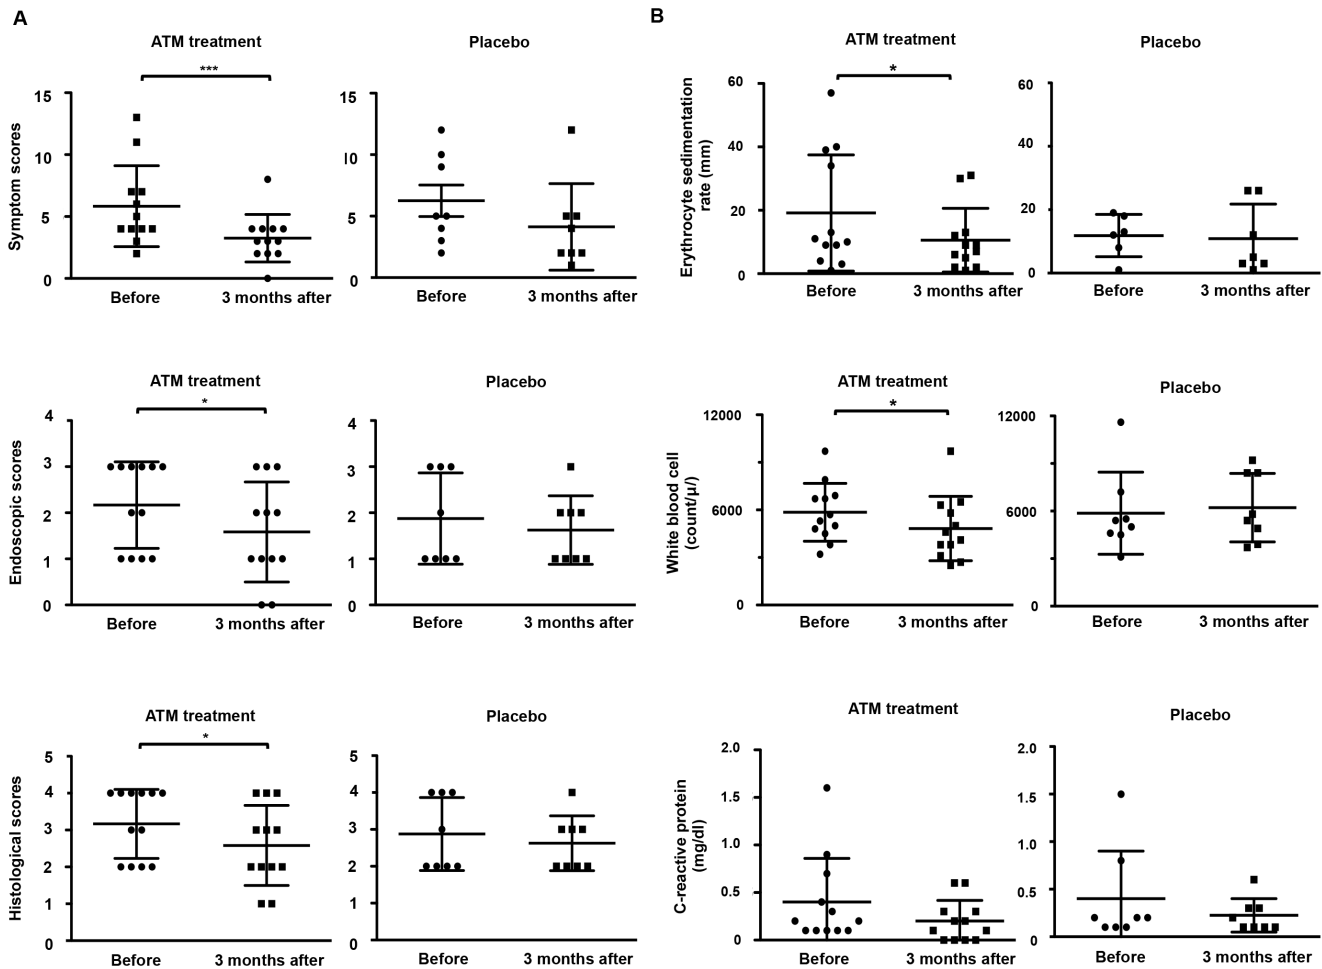 A
B
ATM treatment
Placebo
ATM treatment
Placebo
***
*
Symptom scores
15
10
5
0
Before
3 months after
15
10
5
0
Before
3 months after
Erythrocyte sedimentation
rate (mm)
60
40
20
0
Before
3 months after
60
40
20
0
Before
3 months after
ATM treatment
Placebo
ATM treatment
Placebo
*
*
Endoscopic scores
4
3
2
1
0
Before
3 months after
4
3
2
1
0
Before
3 months after
White blood cell
(count/µ/)
12000
6000
0
Before
3 months after
12000
6000
0
Before
3 months after
ATM treatment
Placebo
ATM treatment
Placebo
*
Histological scores
5
4
3
2
1
0
Before
3 months after
5
4
3
2
1
0
Before
3 months after
C-reactive protein
(mg/dl)
2.0
1.5
1.0
0.5
0
Before
3 months after
2.0
1.5
1.0
0.5
0
Before
3 months after